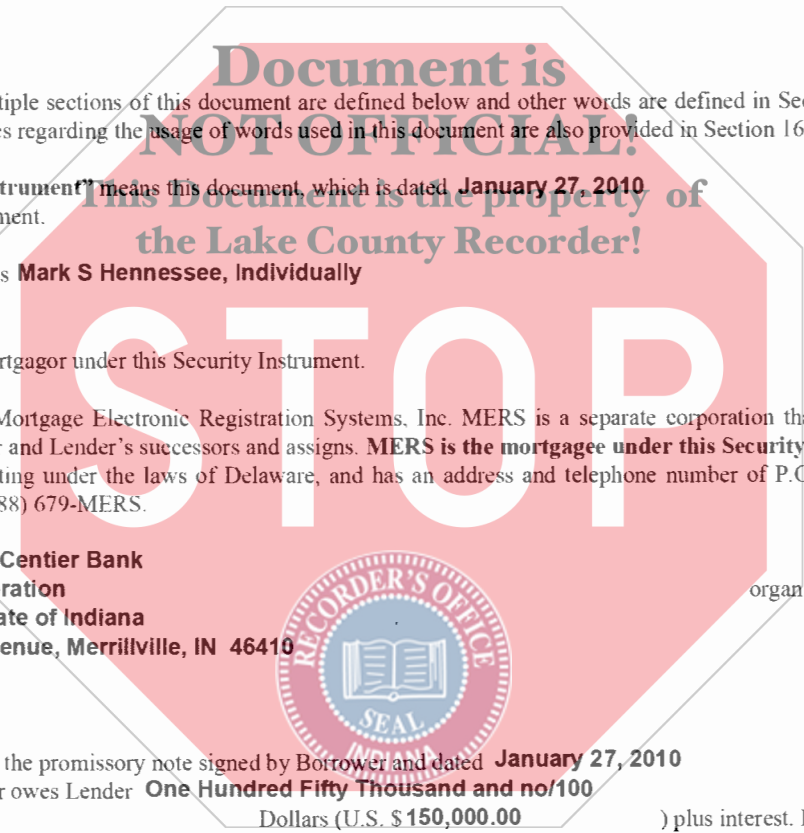 Document is
tiple sections of this document are defined below and other words are defined in Sec
es regarding the usage of words used in this document are also provided in Section 16
NOT OFFICIAL!
trument" means this document, which is dated January 27, 2010
This Document is the property of
ment.
the Lake County Recorder!
s Mark S Hennessee, Individually
STOP
rtgagor under this Security Instrument.
Mortgage Electronic Registration Systems, Inc. MERS is a separate corporation tha
r and Lender's successors and assigns. MERS is the mortgagee under this Security
ting under the laws of Delaware, and has an address and telephone number of P.O
88) 679-MERS.
Centier Bank
ration organ
ate of Indiana
enue, Merrillville, IN 46410
RECORDER'S OFFICE
SEAL
INDIANA
the promissory note signed by Borrower and dated January 27, 2010
r owes Lender One Hundred Fifty Thousand and no/100
Dollars (U.S. $ 150,000.00 ) plus interest.